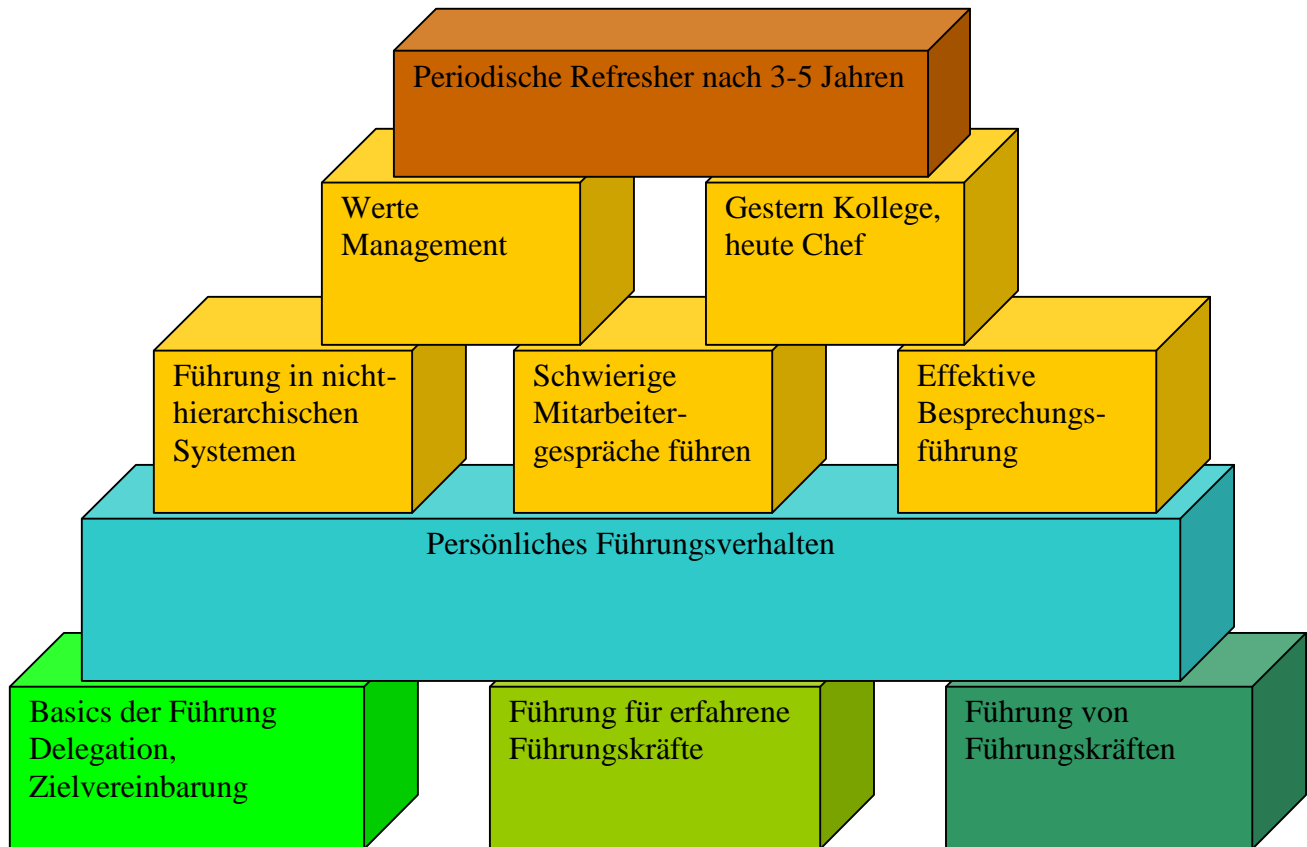 Periodische Refresher nach 3-5 Jahren
Werte
Management
Gestern Kollege,
heute Chef
Führung in nicht-
hierarchischen
Systemen
Schwierige
Mitarbeiter-
gespräche führen
Effektive
Besprechungs-
führung
Persönliches Führungsverhalten
Basics der Führung
Delegation,
Zielvereinbarung
Führung für erfahrene
Führungskräfte
Führung von
Führungskräften